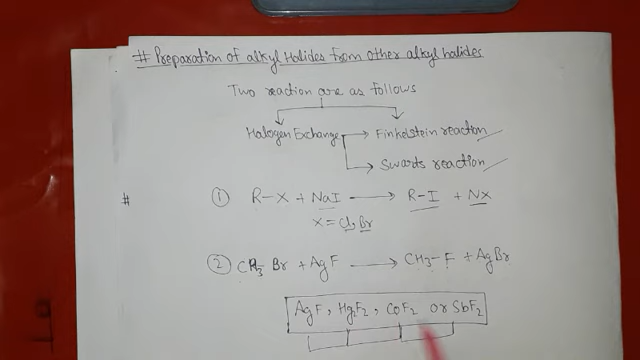 # Preparation of alkyl Halides from other alkyl halides
Two reaction are as follows
Halogen Exchange → Finkelstein reaction
→ Swarts reaction
# ① R-X + NaI → R-I + NX
X = Cl, Br
② CH3 Br + AgF → CH3-F + AgBr
AgF, Hg2F2, CoF2 or SbF2